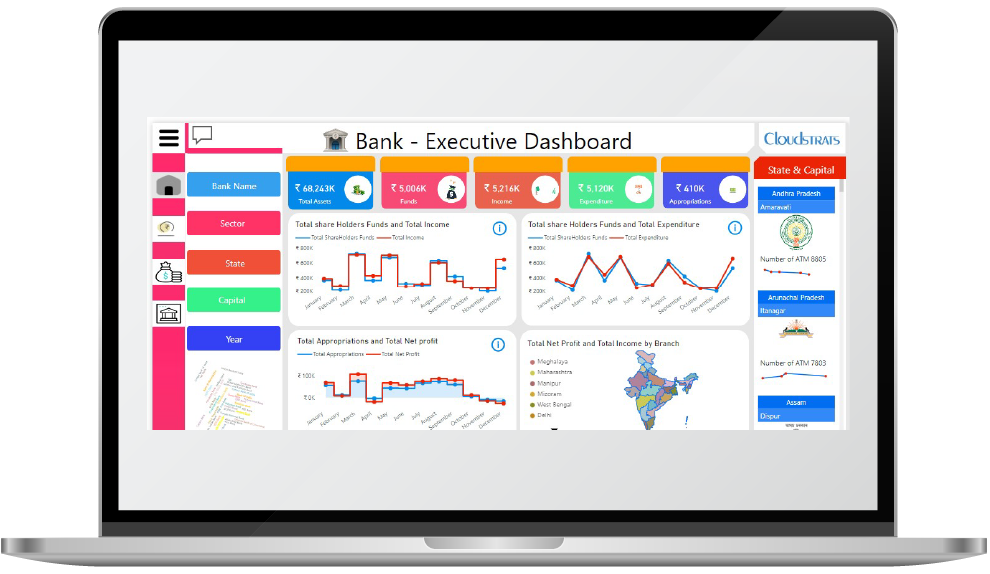 Bank - Executive Dashboard
CloudStrats
Bank Name
Sector
State
Capital
Year
₹ 68,243K
Total Assets
₹ 5,006K
Funds
₹ 5,216K
Income
₹ 5,120K
Expenditure
₹ 410K
Appropriations
Total share Holders Funds and Total Income
Total ShareHolders Funds Total Income
₹ 800K
₹ 600K
₹ 400K
₹ 200K
January
February
March
April
May
June
July
August
September
October
November
December
Total share Holders Funds and Total Expenditure
Total ShareHolders Funds Total Expenditure
₹ 800K
₹ 600K
₹ 400K
₹ 200K
January
February
March
April
May
June
July
August
September
October
November
December
Total Appropriations and Total Net profit
Total Appropriations Total Net Profit
₹ 100K
₹ 0K
January
February
March
April
May
June
July
August
September
October
November
December
Total Net Profit and Total Income by Branch
Meghalaya
Maharashtra
Manipur
Mizoram
West Bengal
Delhi
State & Capital
Andhra Pradesh
Amaravati
Number of ATM 8805
Arunachal Pradesh
Itanagar
Number of ATM 7803
Assam
Dispur